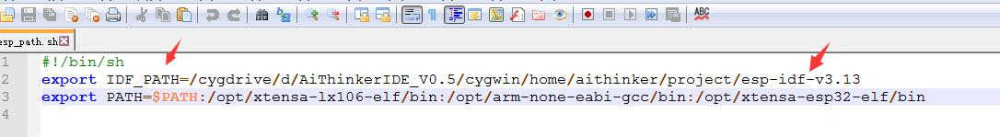 ABC
esp_path.sh
1 #!/bin/sh
2 export IDF_PATH=/cygdrive/d/AiThinkerIDE_V0.5/cygwin/home/aithinker/project/esp-idf-v3.13
3 export PATH=$PATH:/opt/xtensa-lx106-elf/bin:/opt/arm-none-eabi-gcc/bin:/opt/xtensa-esp32-elf/bin
4